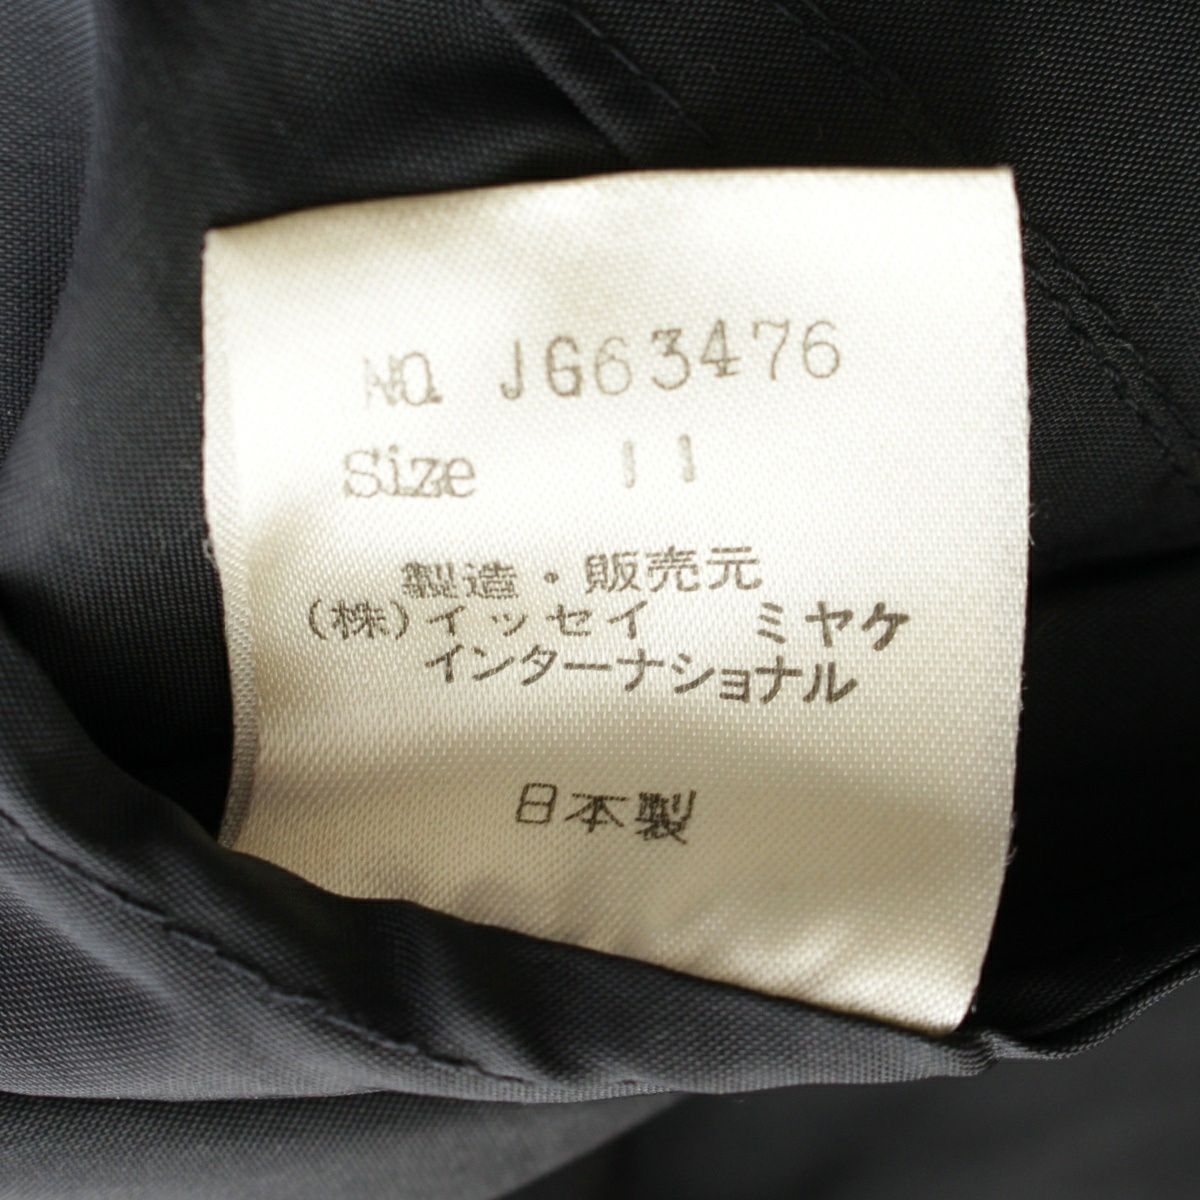 NO. JG63476
Size 11
製造・販売元
(株)イッセイ ミヤケ
インターナショナル
日本製